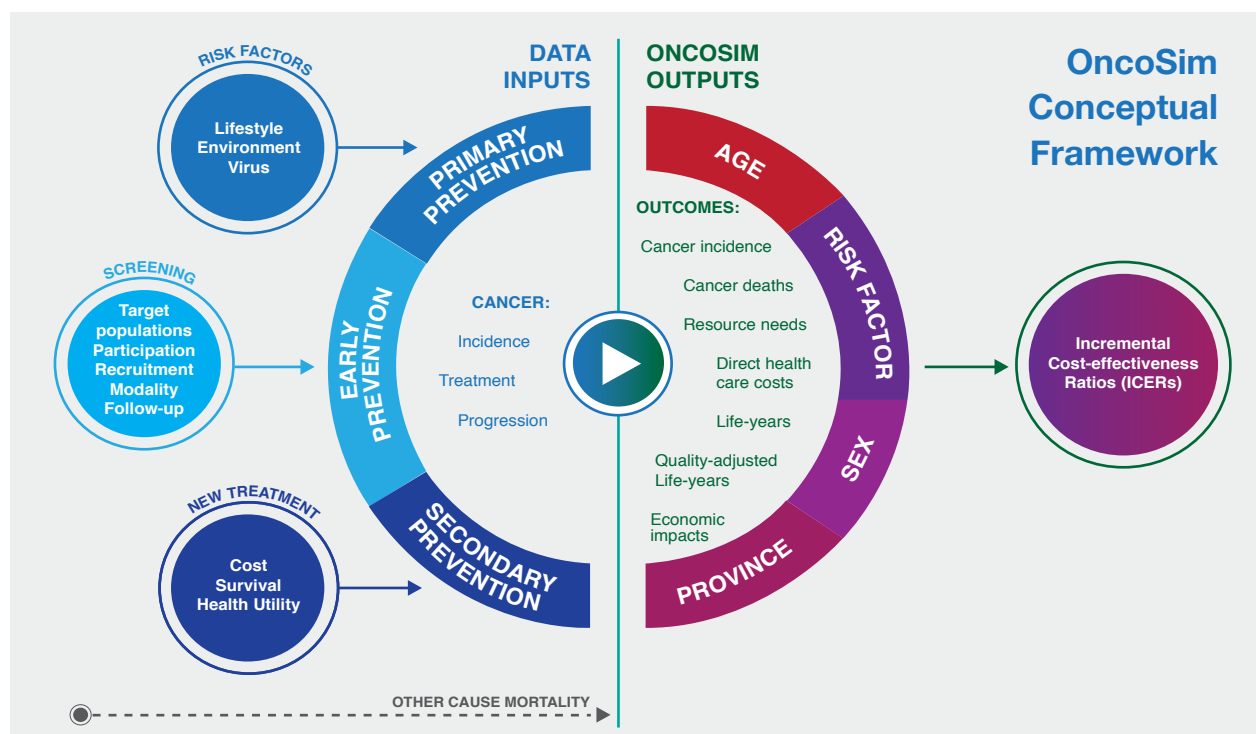 OncoSim
Conceptual
Framework
DATA
INPUTS
RISK FACTORS
Lifestyle
Environment
Virus
SCREENING
Target
populations
Participation
Recruitment
Modality
Follow-up
NEW TREATMENT
Cost
Survival
Health Utility
PRIMARY
PREVENTION
EARLY
PREVENTION
SECONDARY
PREVENTION
CANCER:
Incidence
Treatment
Progression
OTHER CAUSE MORTALITY
ONCOSIM
OUTPUTS
AGE
RISK FACTOR
SEX
PROVINCE
OUTCOMES:
Cancer incidence
Cancer deaths
Resource needs
Direct health
care costs
Life-years
Quality-adjusted
Life-years
Economic
impacts
Incremental
Cost-effectiveness
Ratios (ICERs)